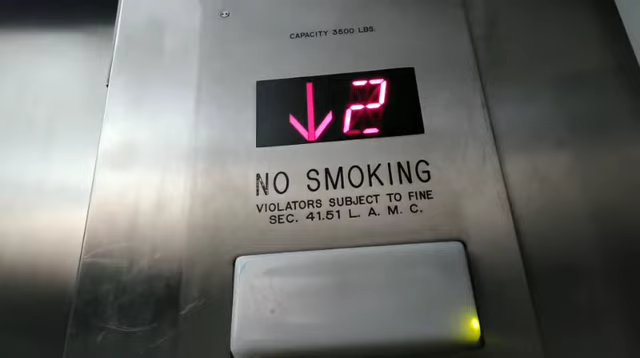 CAPACITY 3500 LBS.
↓ 2
NO SMOKING
VIOLATORS SUBJECT TO FINE
SEC. 41.51 L. A. M. C.